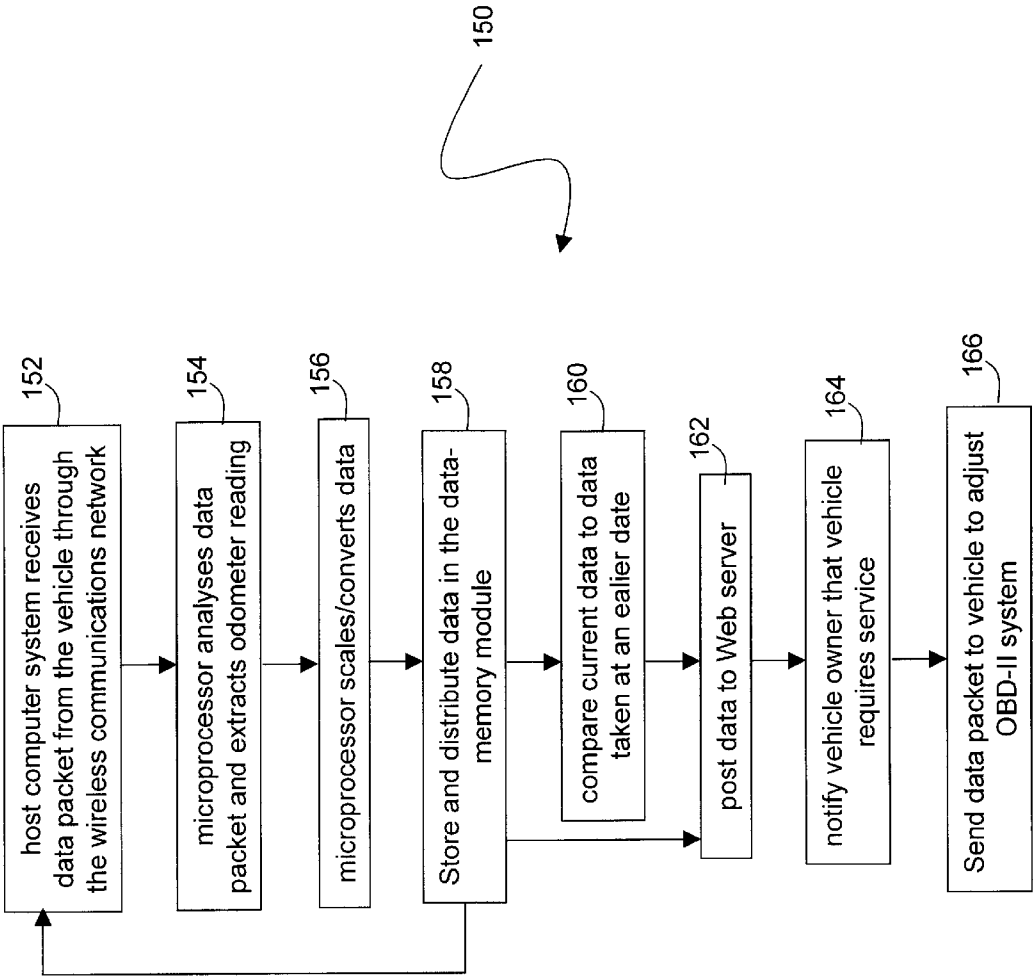 152
host computer system receives
data packet from the vehicle through
the wireless communications network
154
microprocessor analyses data
packet and extracts odometer reading
156
microprocessor scales/converts data
158
Store and distribute data in the data-
memory module
160
compare current data to data
taken at an ealier date
162
post data to Web server
164
notify vehicle owner that vehicle
requires service
166
Send data packet to vehicle to adjust
OBD-II system
150